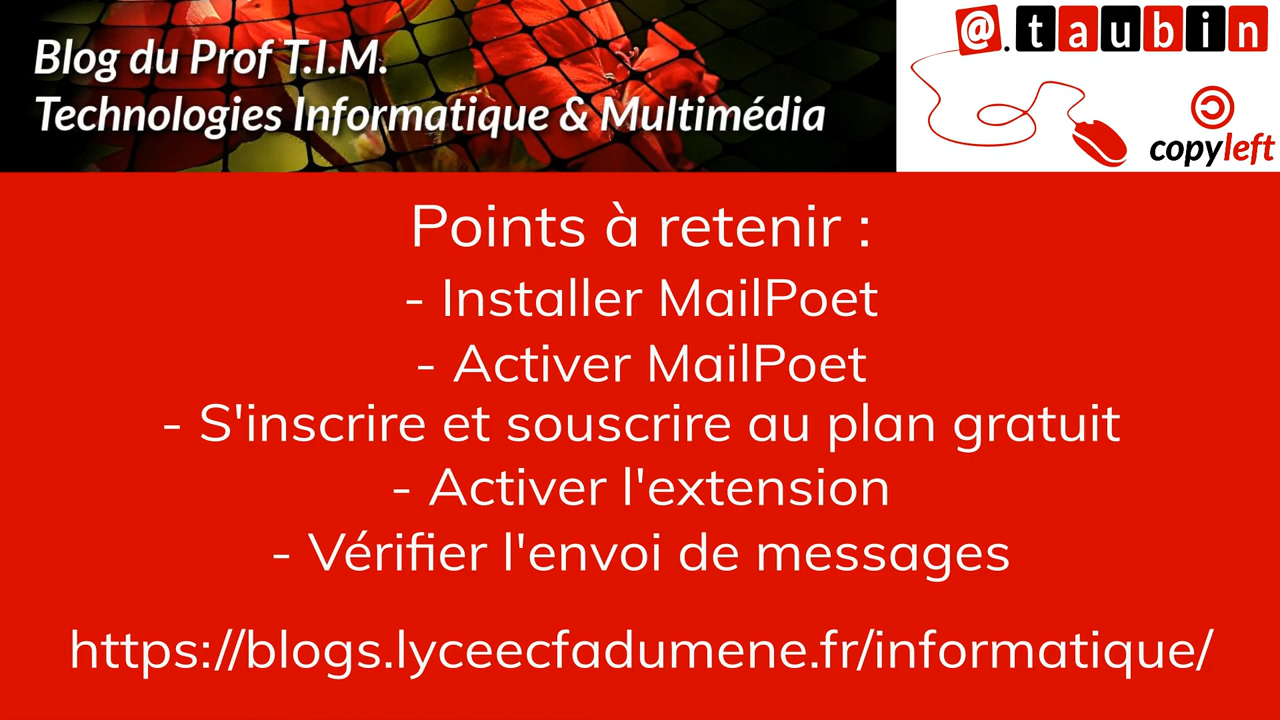 Blog du Prof T.I.M.
Technologies Informatique & Multimédia
@.taubin
copyleft
Points à retenir :
- Installer MailPoet
- Activer MailPoet
- S'inscrire et souscrire au plan gratuit
- Activer l'extension
- Vérifier l'envoi de messages
https://blogs.lyceecfadumene.fr/informatique/